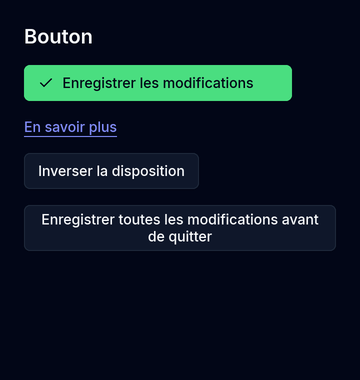 Bouton
Enregistrer les modifications
En savoir plus
Inverser la disposition
Enregistrer toutes les modifications avant
de quitter